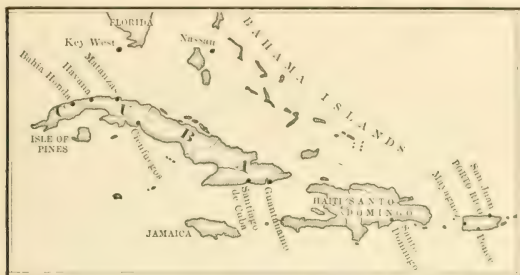 FLORIDA
Key West
Nassau
BAHAMA ISLANDS
Bahia Honda
Havana
Matanzas
CUBA
ISLE OF
PINES
Cienfuegos
Santiago
de Cuba
Guantanamo
JAMAICA
HAITI
SANTO
DOMINGO
Santo
Domingo
Mayaguez
PORTO RICO
San Juan
Ponce